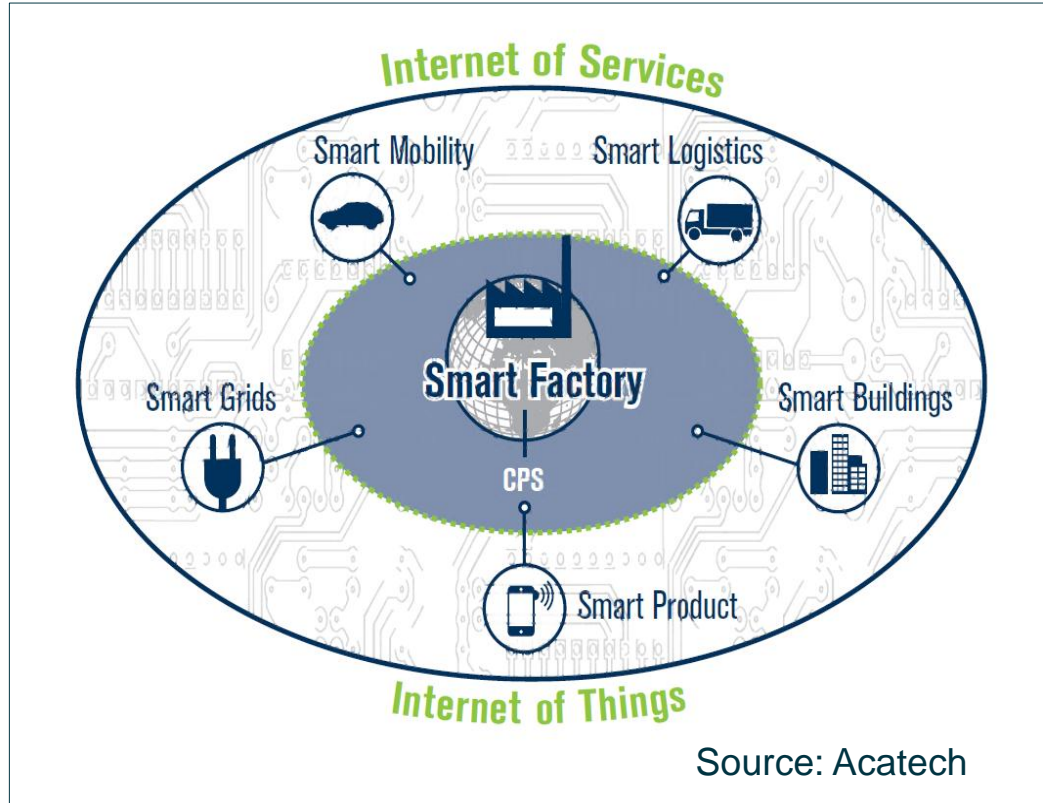 Internet of Services
Smart Mobility
Smart Logistics
Smart Factory
Smart Grids
Smart Buildings
CPS
Smart Product
Internet of Things
Source: Acatech